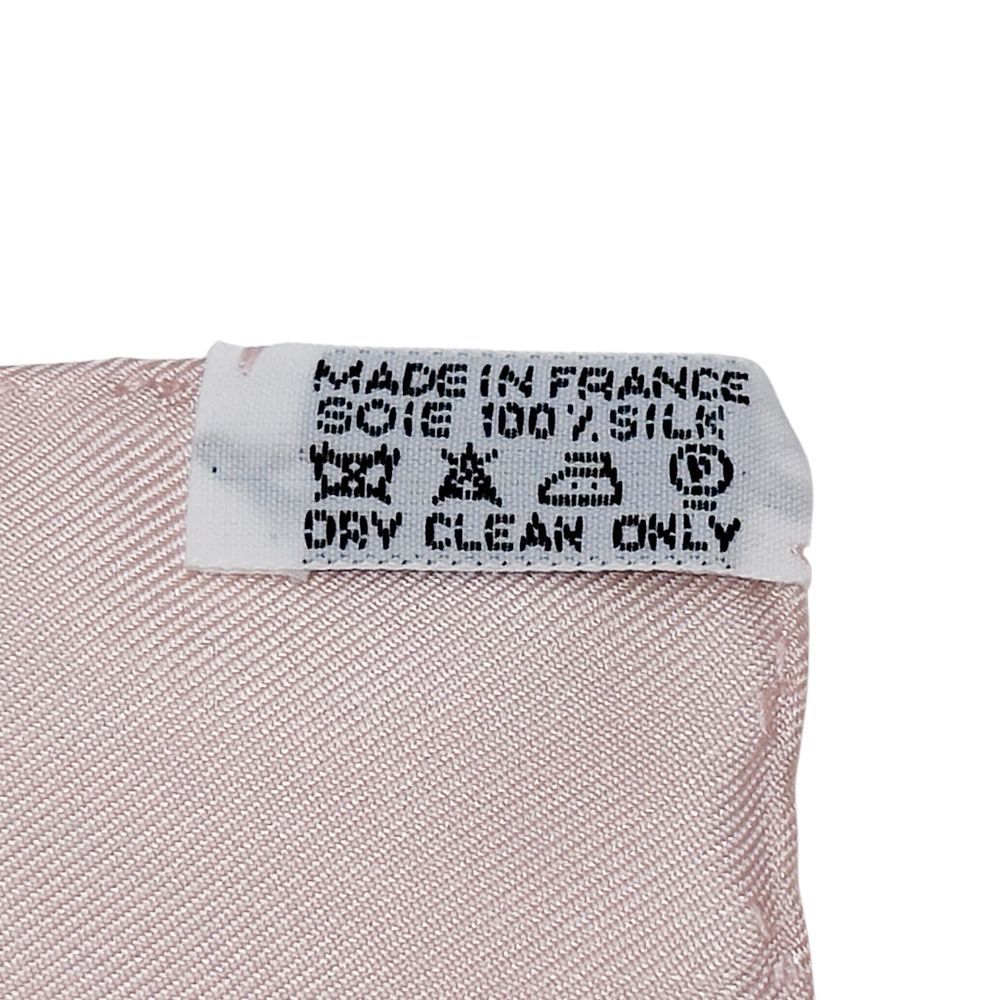 MADE IN FRANCE
SOIE 100% SILK
P
DRY CLEAN ONLY